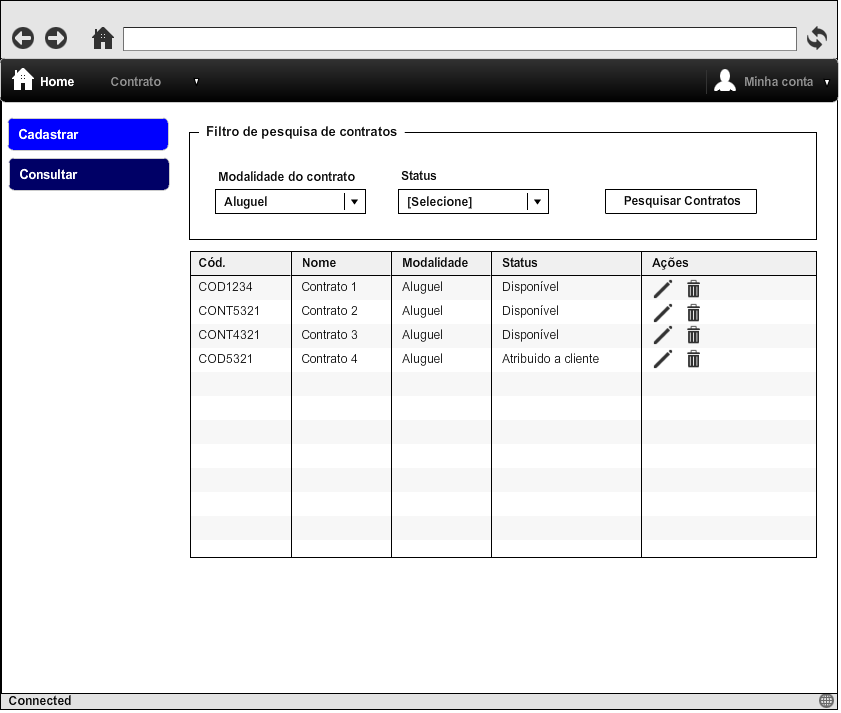 Home Contrato Minha conta
Cadastrar
Consultar
Filtro de pesquisa de contratos
Modalidade do contrato Status
Aluguel [Selecione] Pesquisar Contratos
Cód. Nome Modalidade Status Ações
COD1234 Contrato 1 Aluguel Disponível
CONT5321 Contrato 2 Aluguel Disponível
CONT4321 Contrato 3 Aluguel Disponível
COD5321 Contrato 4 Aluguel Atribuido a cliente
Connected